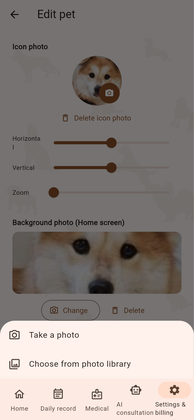 Edit pet
Icon photo
Delete icon photo
Horizonta
l
Vertical
Zoom
Background photo (Home screen)
Change
Delete
Take a photo
Choose from photo library
Home
Daily record
Medical
AI
consultation
Settings &
billing